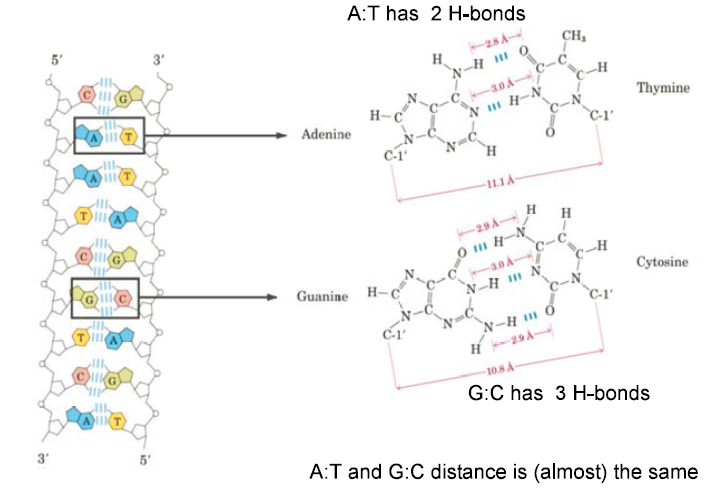 A:T has 2 H-bonds
5' 3'
C G
A T
A T
T A
C G
G C
T A
C G
A T
3' 5'
Adenine
Thymine
2.8 Å
CH₃
H
N-H
O
C
C
C
C-H
3.0 Å
H-N
N
C
O
C-1'
H-C
N
C
C
C
N
N
C
N
C
H
C-1'
11.1 Å
Guanine
Cytosine
2.9 Å
H
H
H-N
O
C
C
C
C-H
3.0 Å
N-H
N
N
C
O
C-1'
H-C
N
C
C
N
N
C
N-H
H
2.9 Å
C-1'
10.8 Å
G:C has 3 H-bonds
A:T and G:C distance is (almost) the same